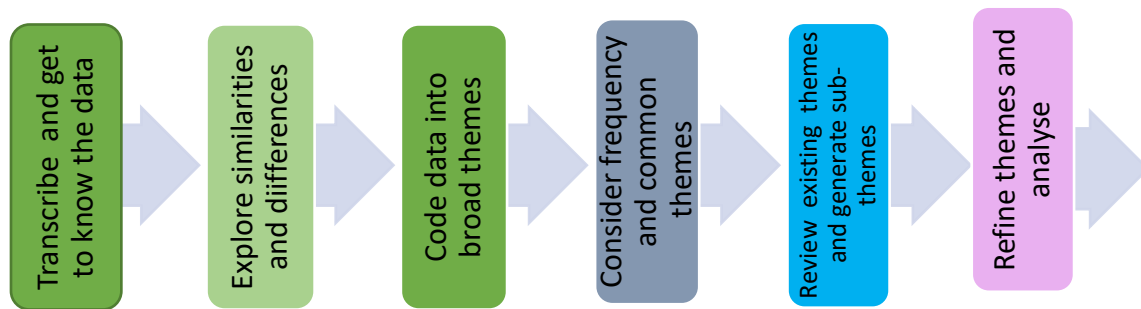 Transcribe and get
to know the data
Explore similarities
and diifferences
Code data into
broad themes
Consider frequency
and common
themes
Review existing themes
and generate sub-
themes
Refine themes and
analyse